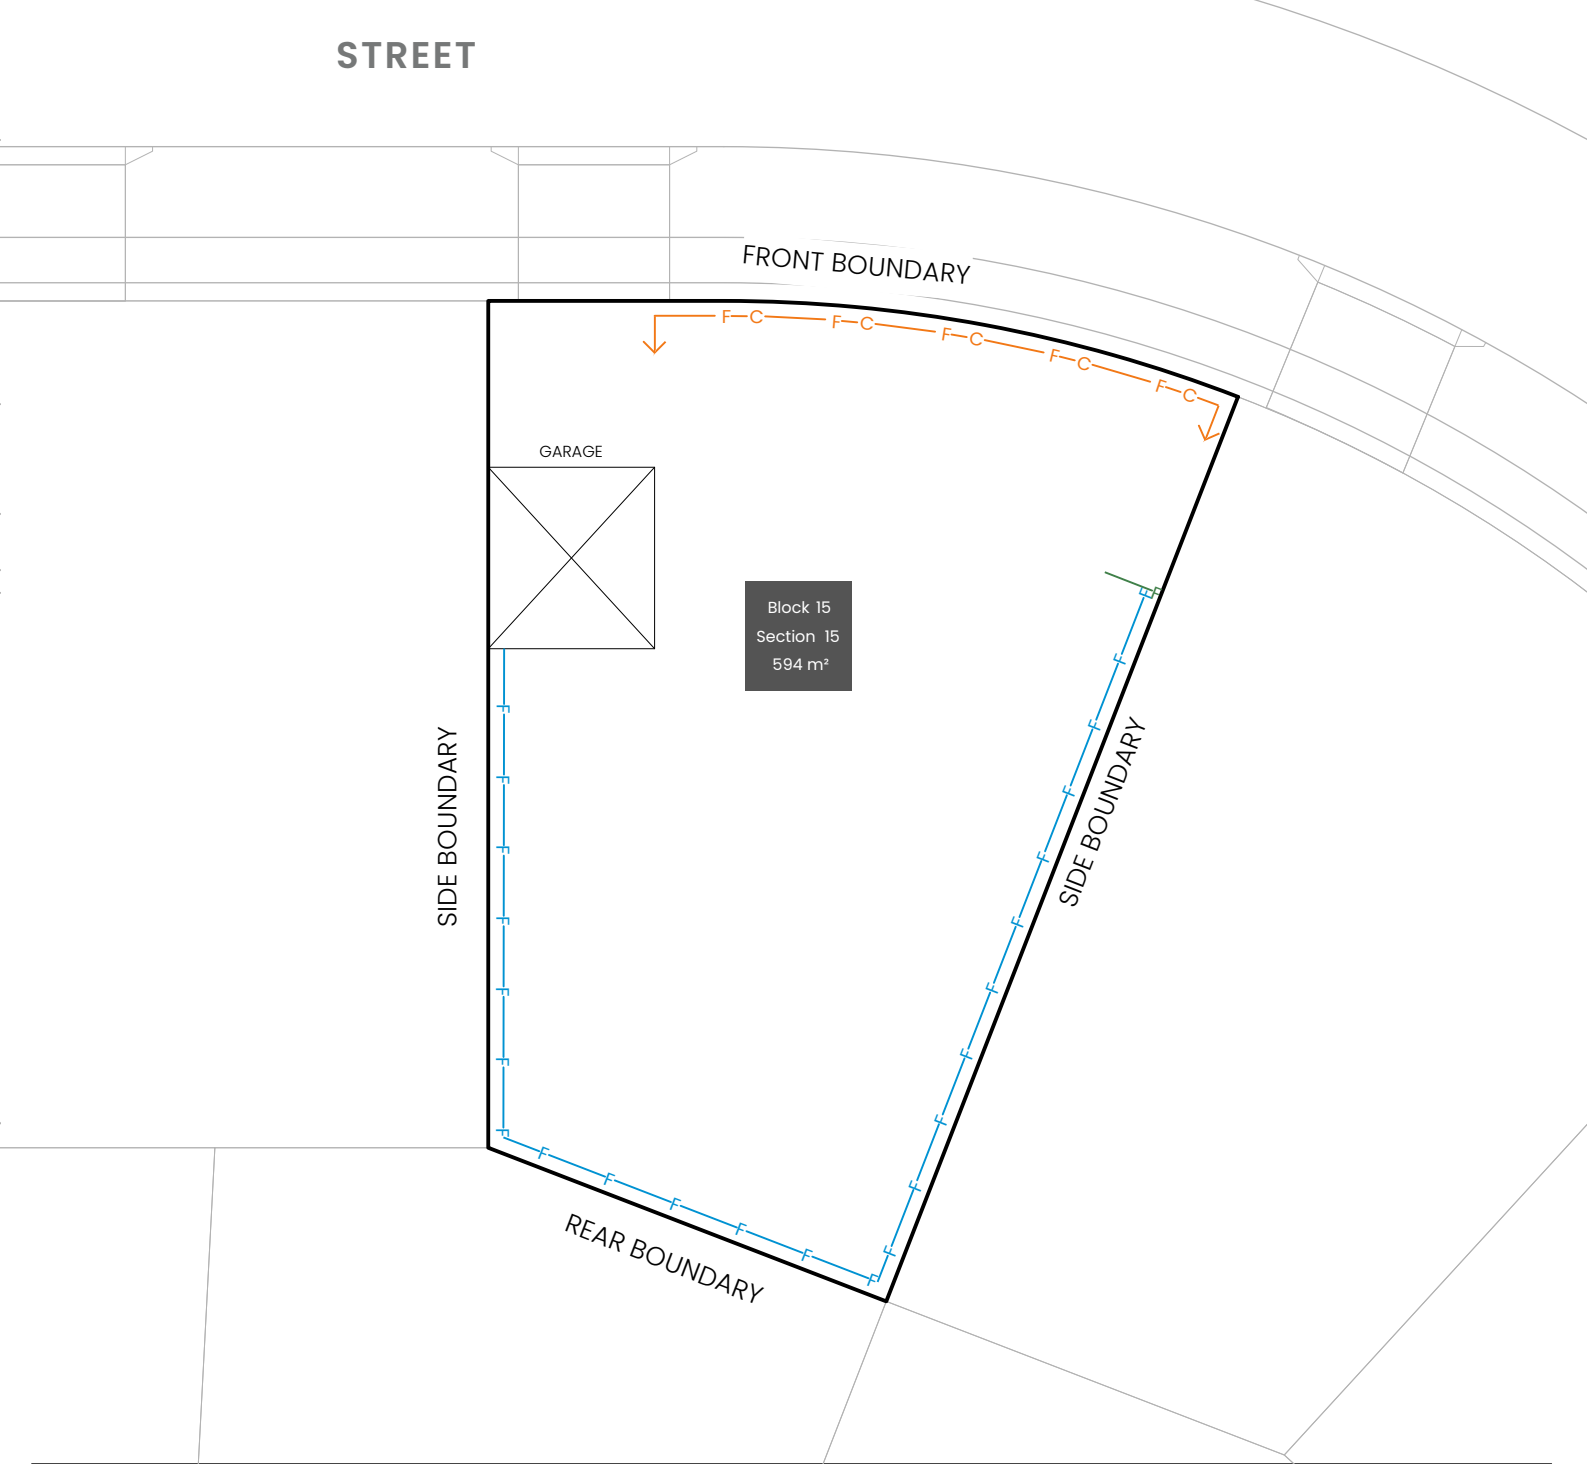 STREET
FRONT BOUNDARY
F C F C F C F C F C
GARAGE
Block 15
Section 15
594 m²
F
F F F F F F F
F F F F F F F F F F F
SIDE BOUNDARY
SIDE BOUNDARY
F F F F F F
REAR BOUNDARY